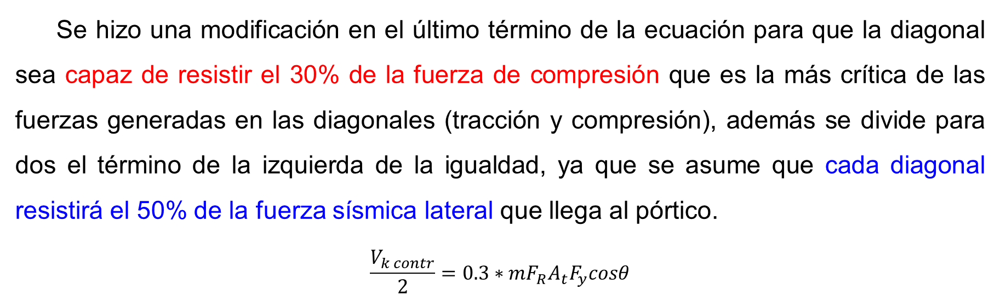 Se hizo una modificación en el último término de la ecuación para que la diagonal
sea capaz de resistir el 30% de la fuerza de compresión que es la más crítica de las
fuerzas generadas en las diagonales (tracción y compresión), además se divide para
dos el término de la izquierda de la igualdad, ya que se asume que cada diagonal
resistirá el 50% de la fuerza sísmica lateral que llega al pórtico.
\frac{V_{k contr}}{2} = 0.3 * mF_R A_t F_y cosθ